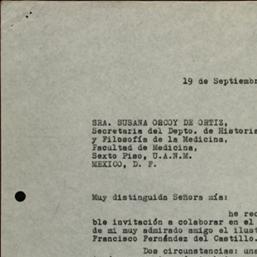 19 de Septiembr
SRA. SUSANA ORCOY DE ORTIZ,
Secretaria del Depto. de Historia
y Filosofía de la Medicina,
Facultad de Medicina,
Sexto Piso, U.A.N.M.
MEXICO, D. F.
Muy distinguida Señora mía:
he rec
ble invitación a colaborar en el
de mi muy admirado amigo el ilust
Francisco Fernández del Castillo.
Dos circunstancias: una